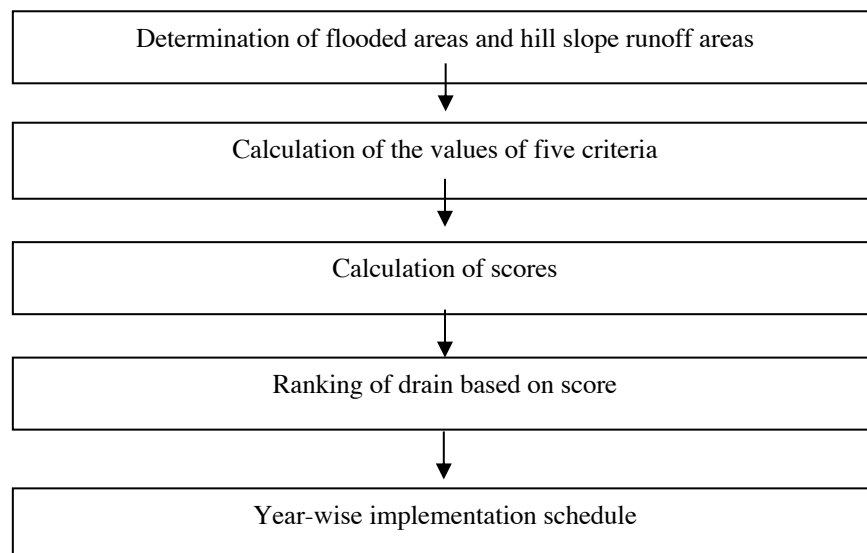 Determination of flooded areas and hill slope runoff areas
Calculation of the values of five criteria
Calculation of scores
Ranking of drain based on score
Year-wise implementation schedule